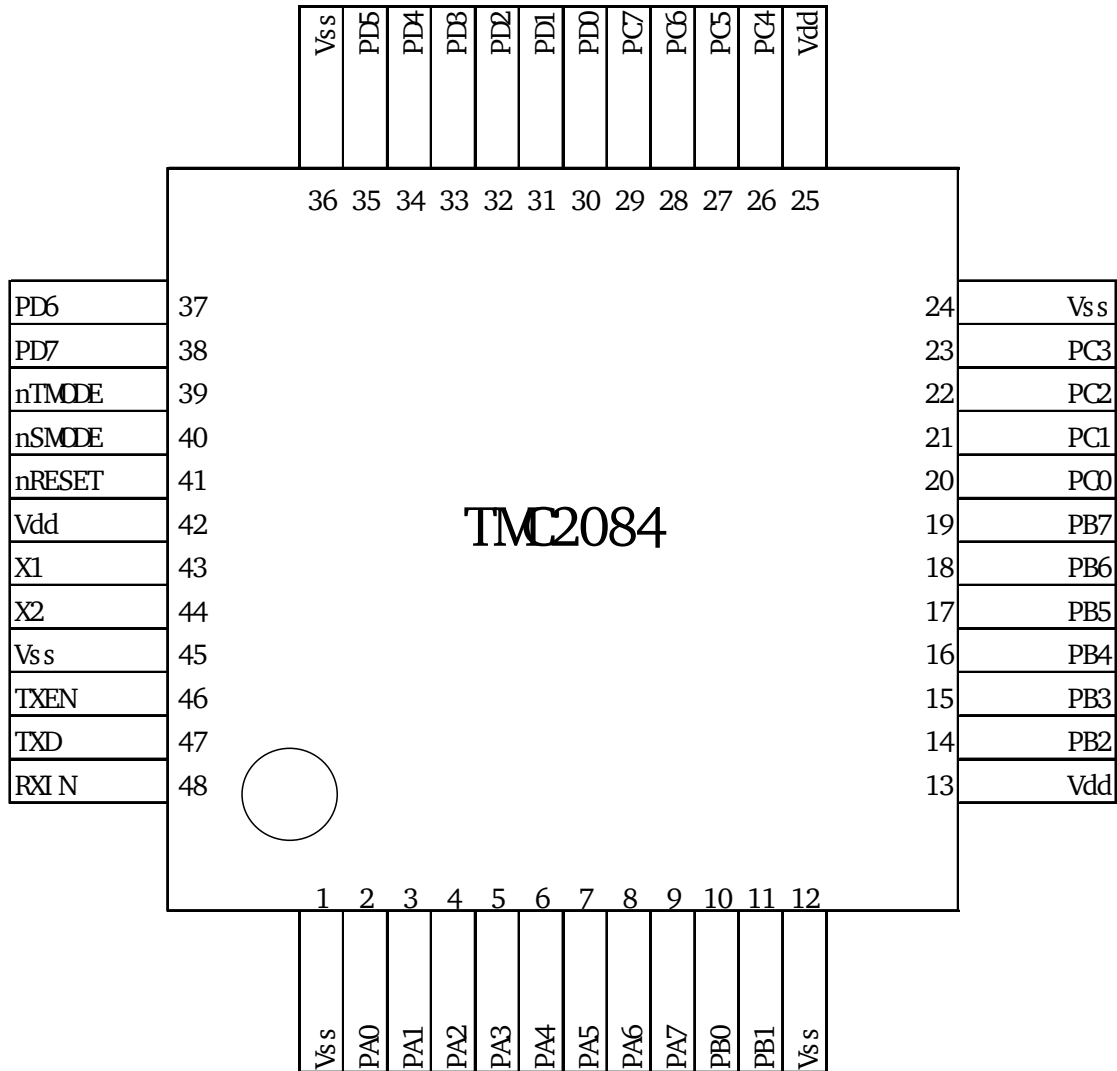 Vss PD5 PD4 PD3 PD2 PD1 PD0 PC7 PC6 PC5 PC4 Vdd
36 35 34 33 32 31 30 29 28 27 26 25
PD6 37 24 Vss
PD7 38 23 PC3
nTMODE 39 22 PC2
nSMODE 40 21 PC1
nRESET 41 20 PC0
Vdd 42 TMC2084 19 PB7
X1 43 18 PB6
X2 44 17 PB5
Vss 45 16 PB4
TXEN 46 15 PB3
TXD 47 14 PB2
RXIN 48 13 Vdd
1 2 3 4 5 6 7 8 9 10 11 12
Vss PA0 PA1 PA2 PA3 PA4 PA5 PA6 PA7 PB0 PB1 Vss